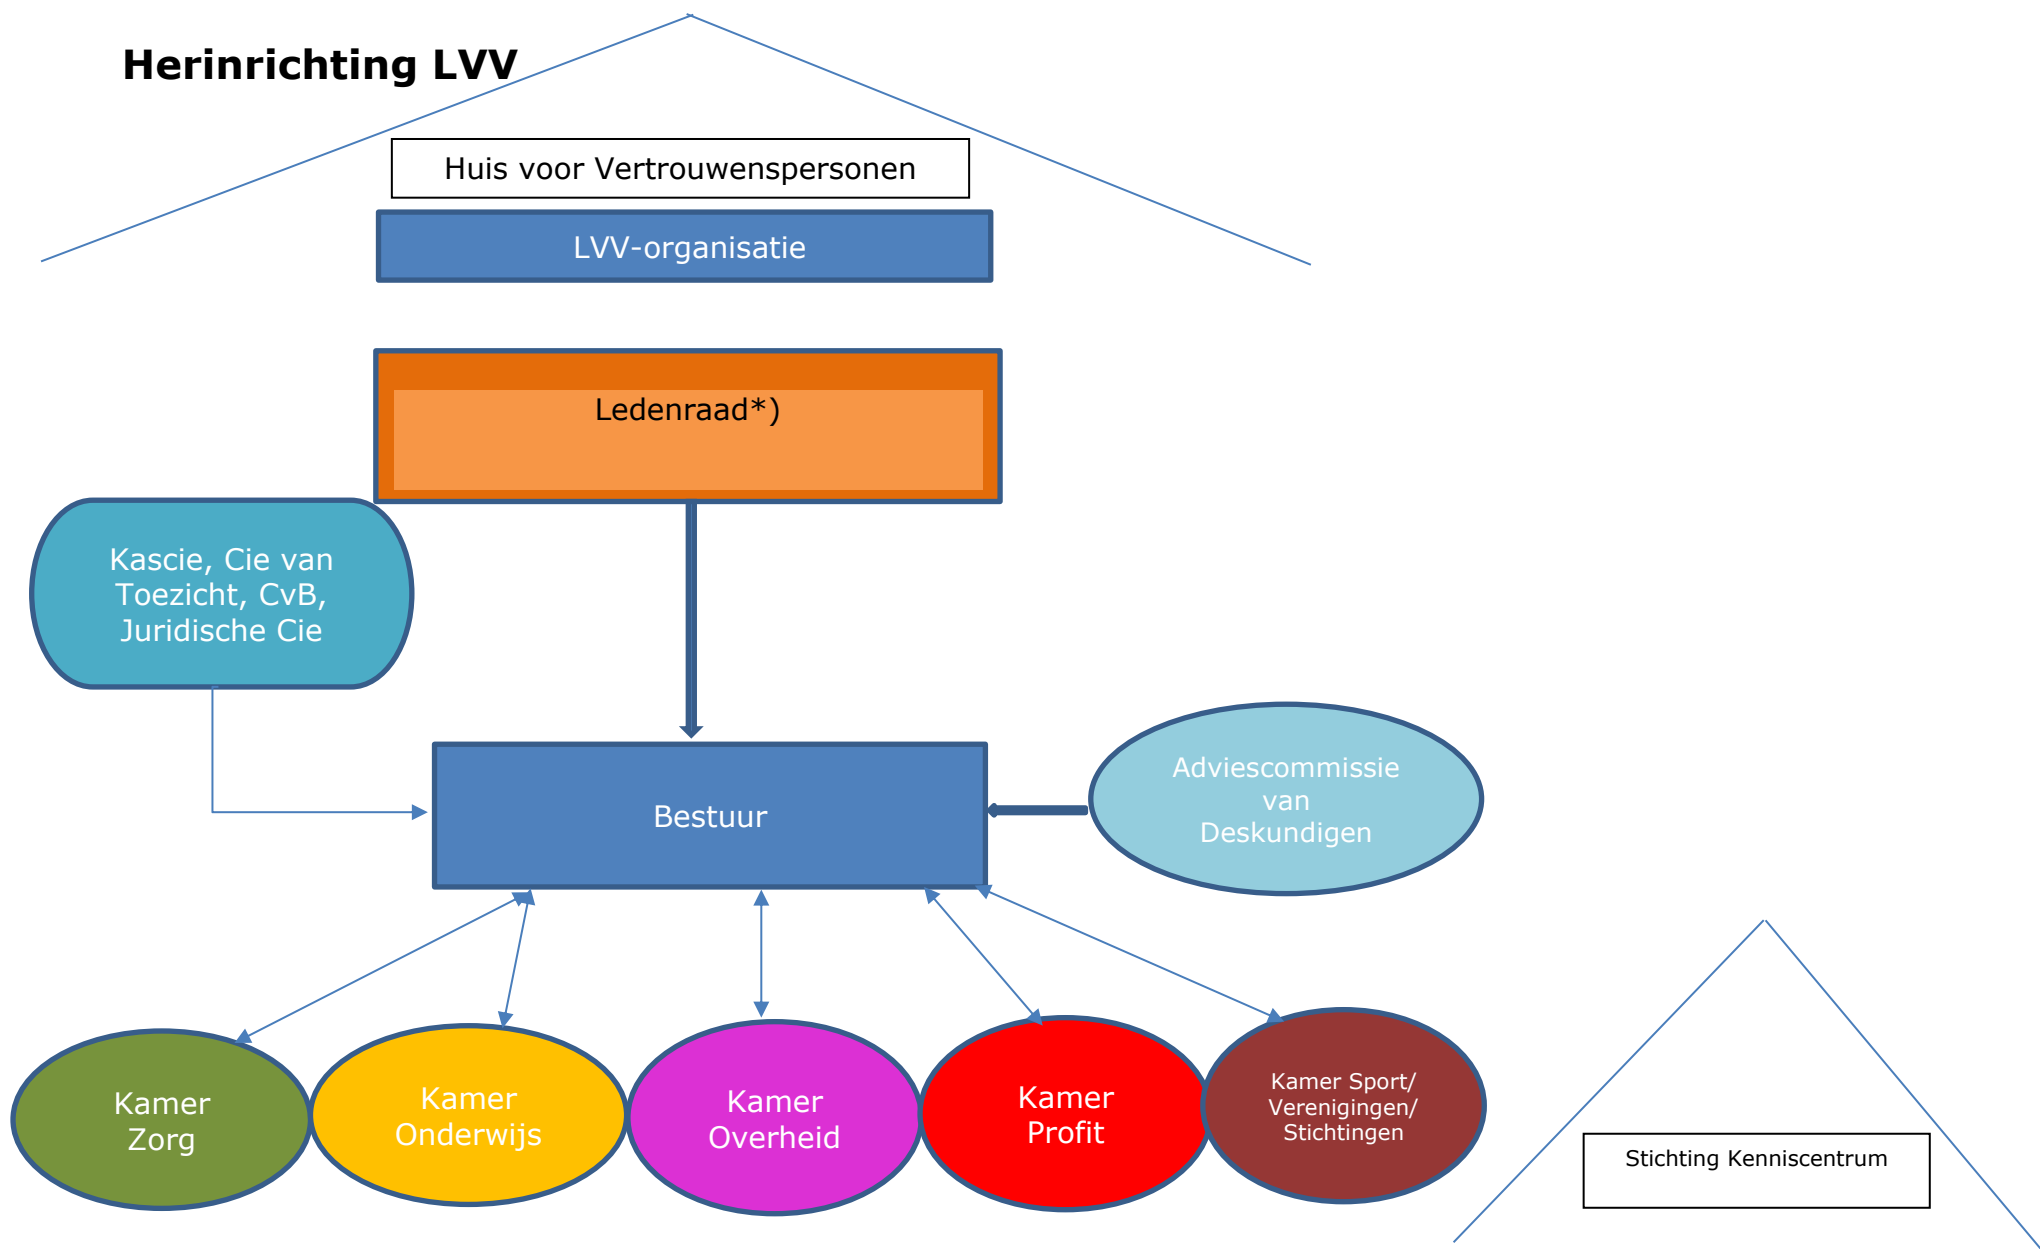 Herinrichting LVV
Huis voor Vertrouwenspersonen
LVV-organisatie
Ledenraad*)
Kascie, Cie van
Toezicht, CvB,
Juridische Cie
Bestuur
Adviescommissie
van
Deskundigen
Kamer
Zorg
Kamer
Onderwijs
Kamer
Overheid
Kamer
Profit
Kamer Sport/
Verenigingen/
Stichtingen
Stichting Kenniscentrum